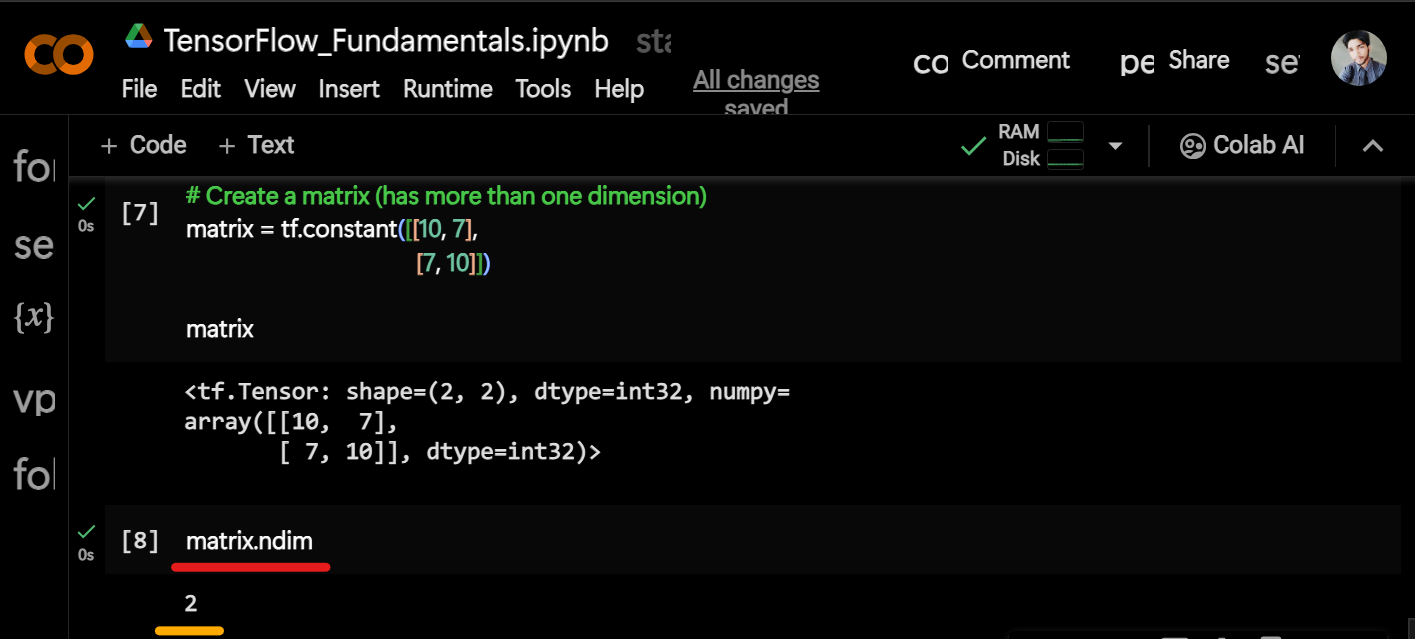 TensorFlow_Fundamentals.ipynb sta
co Comment pe Share se
File Edit View Insert Runtime Tools Help All changes saved
+ Code + Text
RAM
Disk
Colab AI
fol
se
{x}
vp
fol
[7]
0s
# Create a matrix (has more than one dimension)
matrix = tf.constant([[10, 7],
[7, 10]])
matrix
<tf.Tensor: shape=(2, 2), dtype=int32, numpy=
array([[10,  7],
[ 7, 10]], dtype=int32)>
[8] matrix.ndim
0s
2